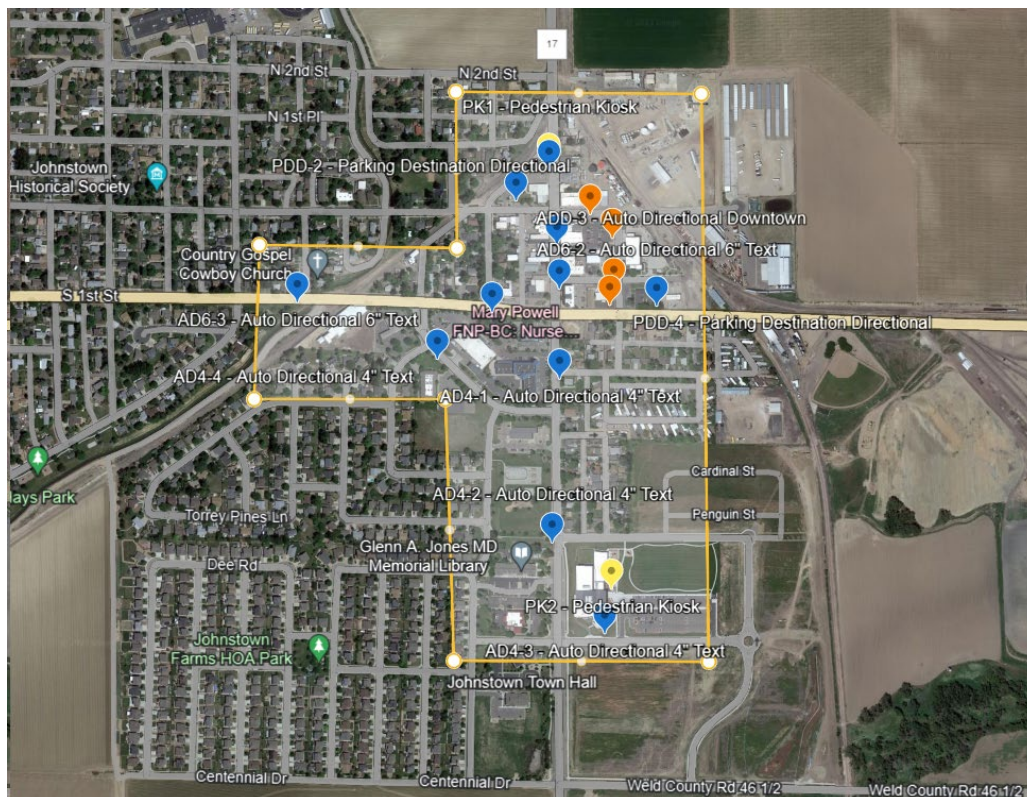 17
N 2nd St
N 2nd St
PK1 - Pedestrian Kiosk
N 1st Pl
Johnstown
Historical Society
PDD-2 - Parking Destination Directional
ADD-3 - Auto Directional Downtown
Country Gospel
Cowboy Church
AD6-2 - Auto Directional 6" Text
S 1st St
Mary Powell
FNP-BC: Nurse...
AD6-3 - Auto Directional 6" Text
PDD-4 - Parking Destination Directional
AD4-4 - Auto Directional 4" Text
AD4-1 - Auto Directional 4" Text
lays Park
Cardinal St
AD4-2 - Auto Directional 4" Text
Torrey Pines Ln
Penguin St
Glenn A. Jones MD
Memorial Library
Dee Rd
PK2 - Pedestrian Kiosk
Johnstown
Farms HOA Park
AD4-3 - Auto Directional 4" Text
Johnstown Town Hall
Centennial Dr
Centennial Dr
Weld County Rd 46 1/2
Weld County Rd 46 1/2